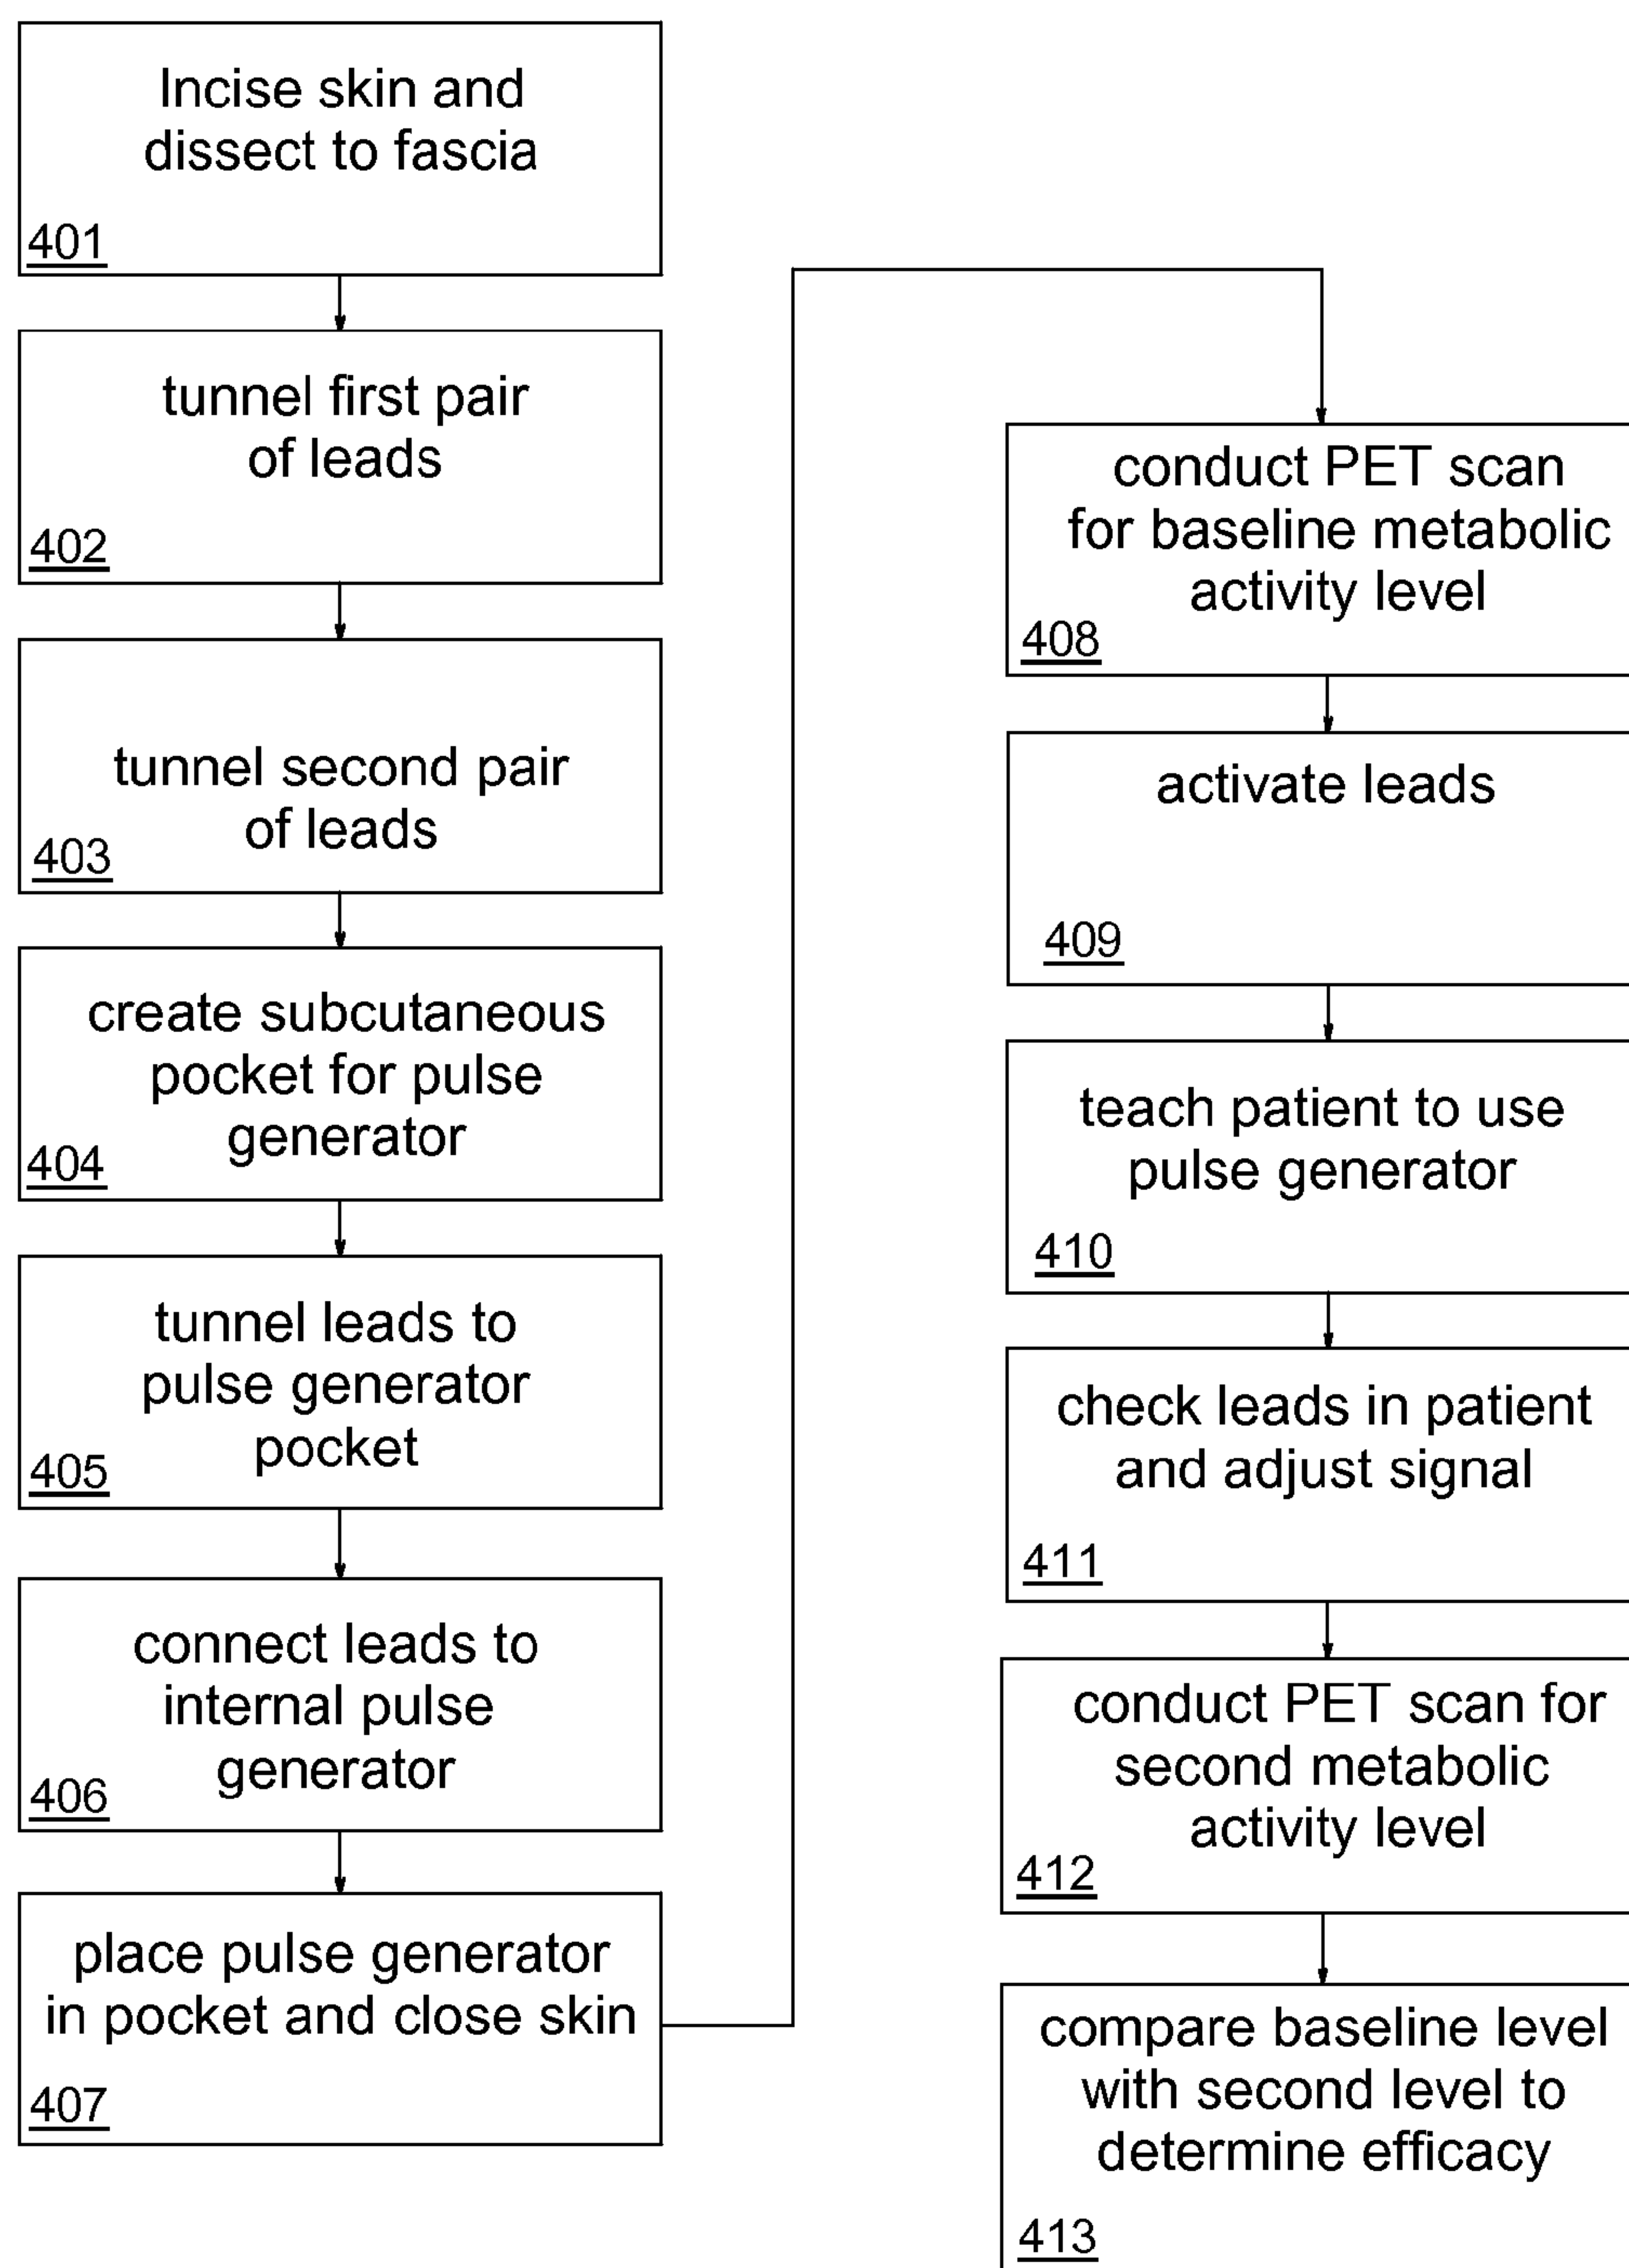 Incise skin and
dissect to fascia
401
tunnel first pair
of leads
402
tunnel second pair
of leads
403
create subcutaneous
pocket for pulse
generator
404
tunnel leads to
pulse generator
pocket
405
connect leads to
internal pulse
generator
406
place pulse generator
in pocket and close skin
407
conduct PET scan
for baseline metabolic
activity level
408
activate leads
409
teach patient to use
pulse generator
410
check leads in patient
and adjust signal
411
conduct PET scan for
second metabolic
activity level
412
compare baseline level
with second level to
determine efficacy
413